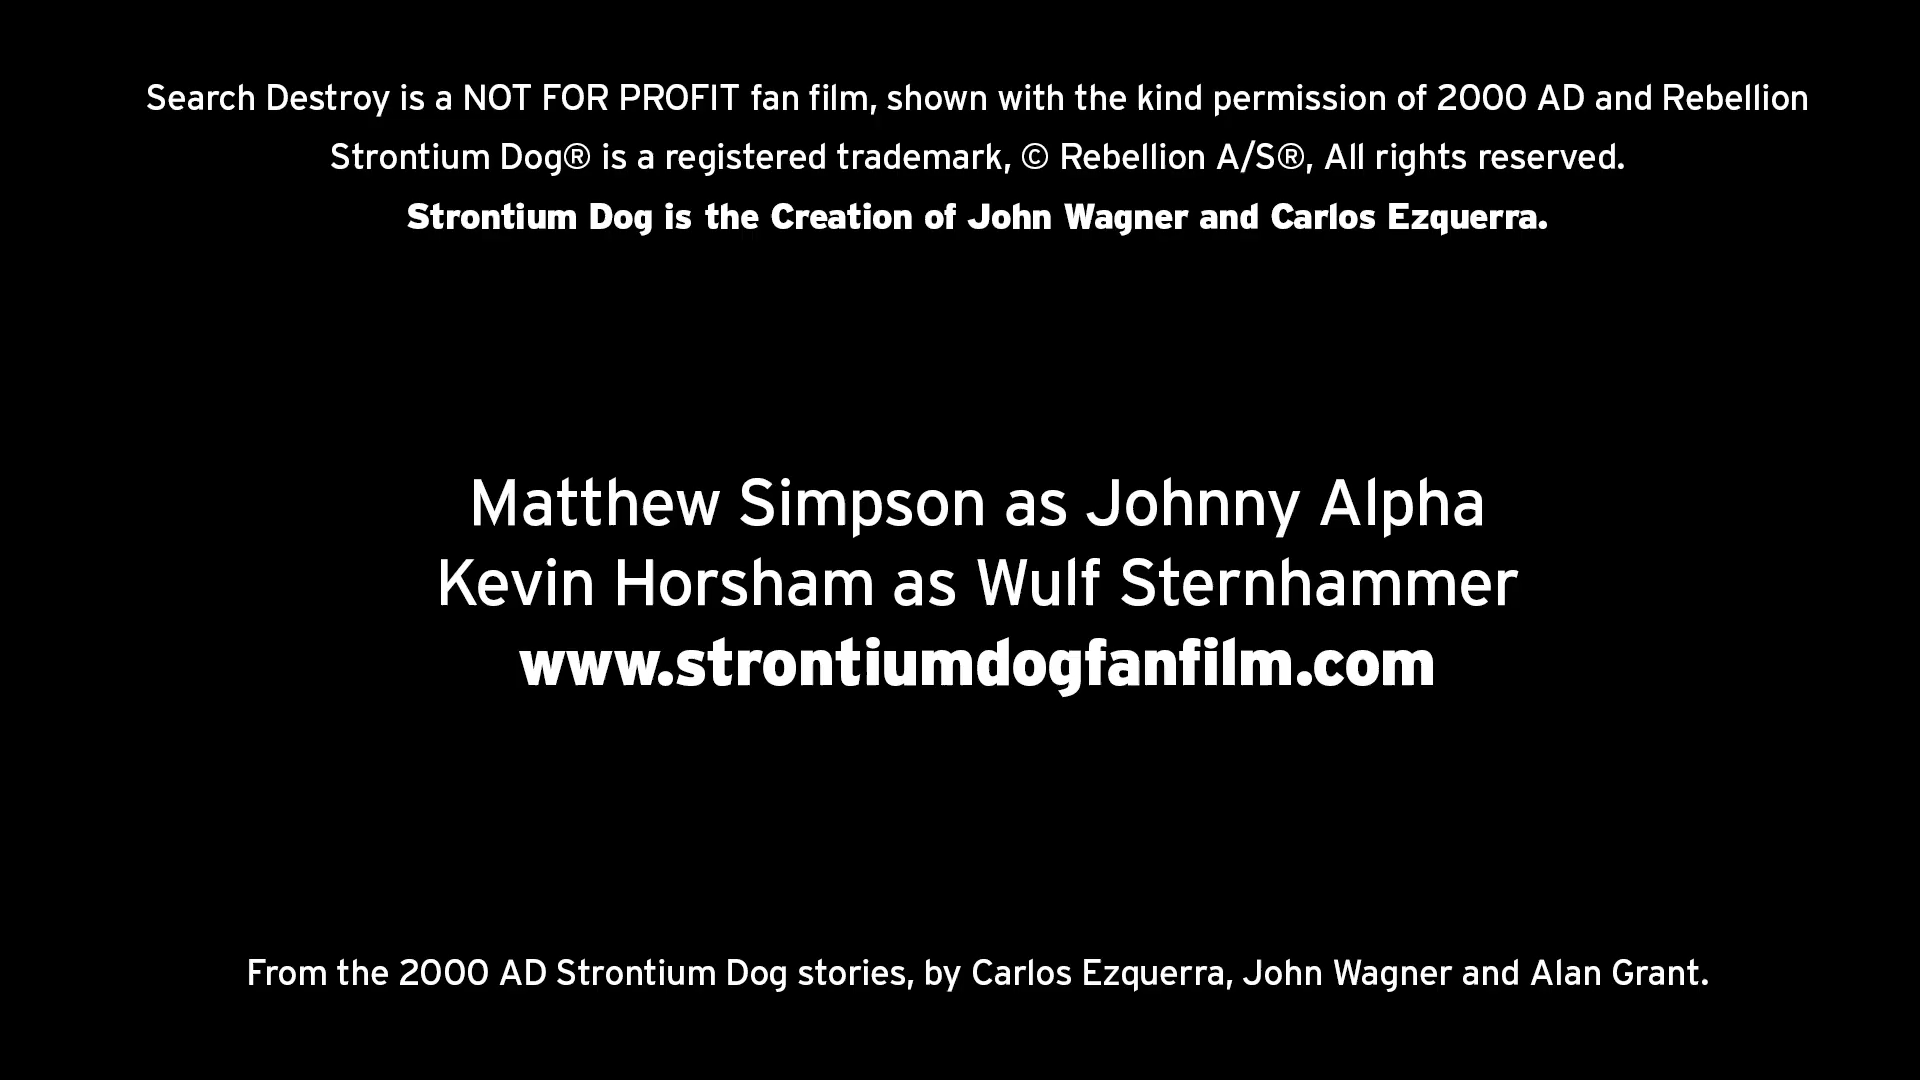 Search Destroy is a NOT FOR PROFIT fan film, shown with the kind permission of 2000 AD and Rebellion
Strontium Dog® is a registered trademark, © Rebellion A/S®, All rights reserved.
Strontium Dog is the Creation of John Wagner and Carlos Ezquerra.
Matthew Simpson as Johnny Alpha
Kevin Horsham as Wulf Sternhammer
www.strontiumdogfanfilm.com
From the 2000 AD Strontium Dog stories, by Carlos Ezquerra, John Wagner and Alan Grant.